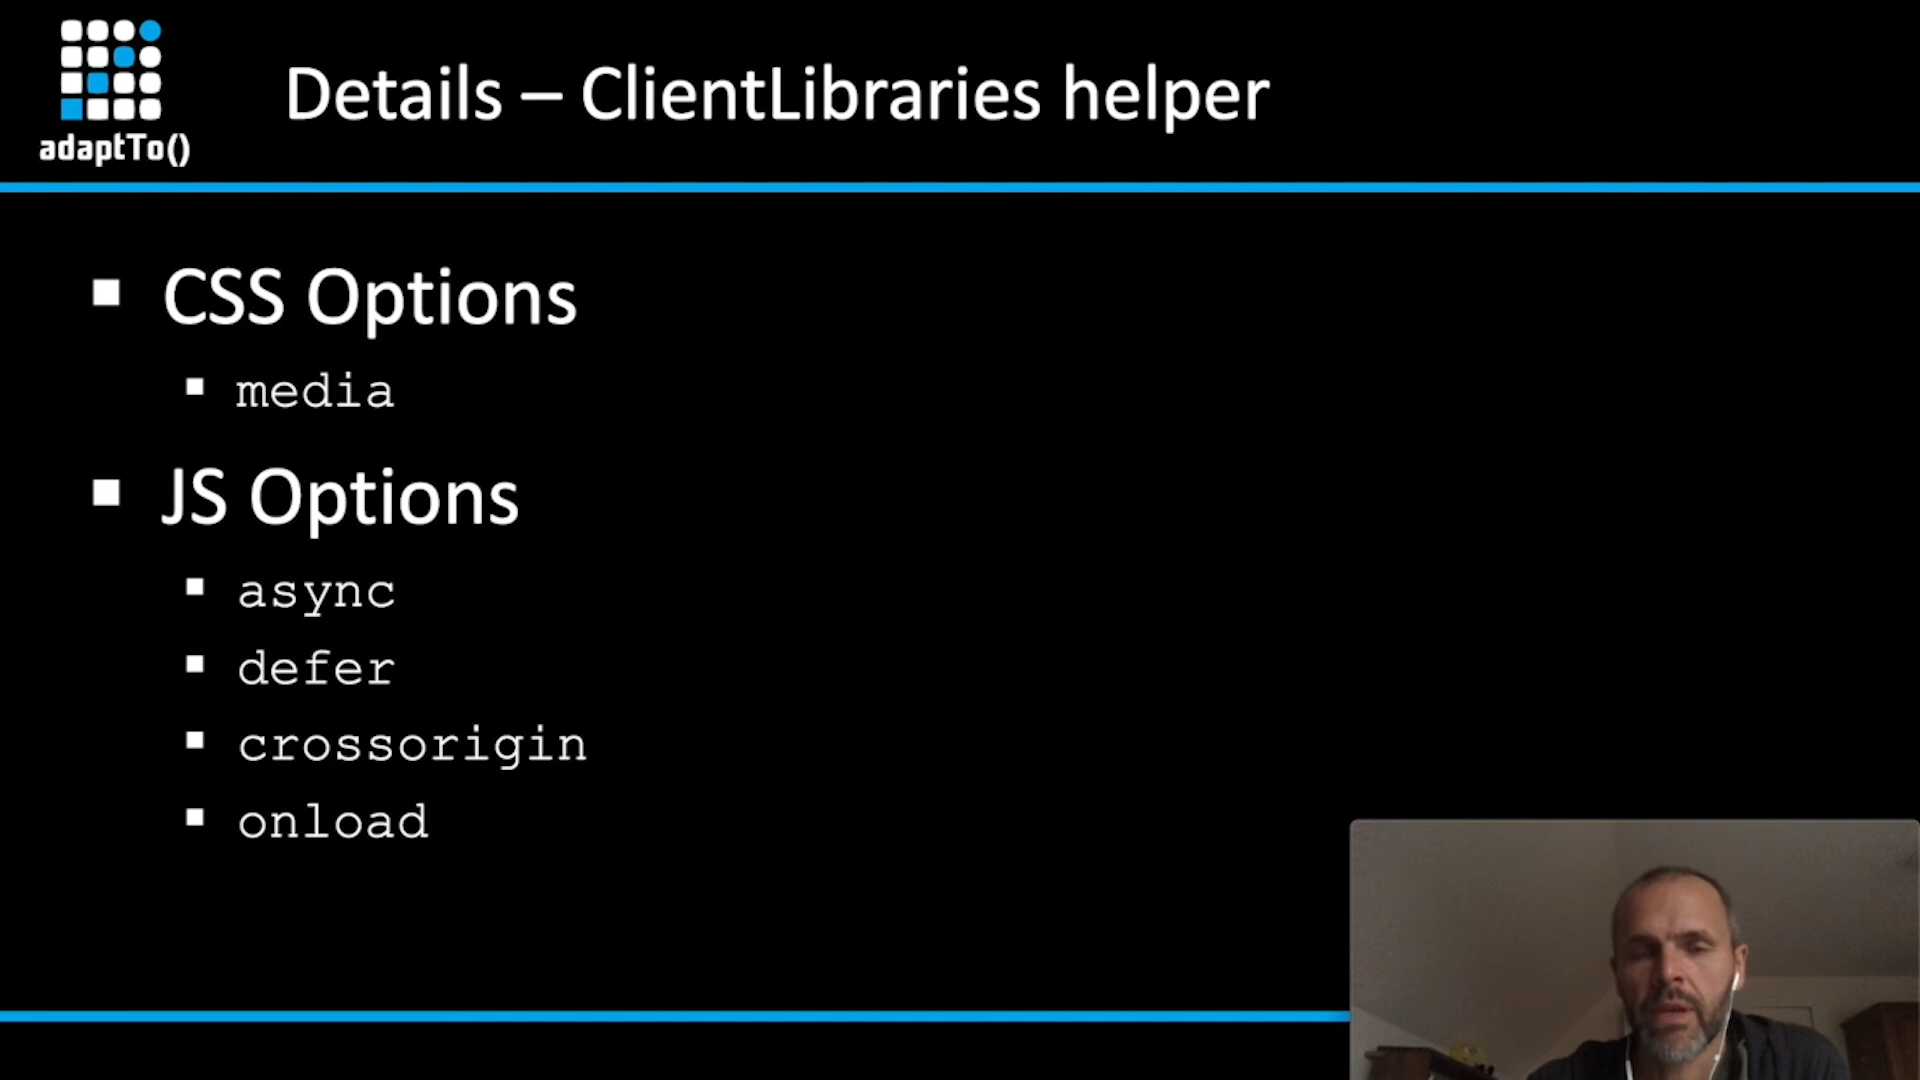 adaptTo()
Details – ClientLibraries helper
CSS Options
media
JS Options
async
defer
crossorigin
onload